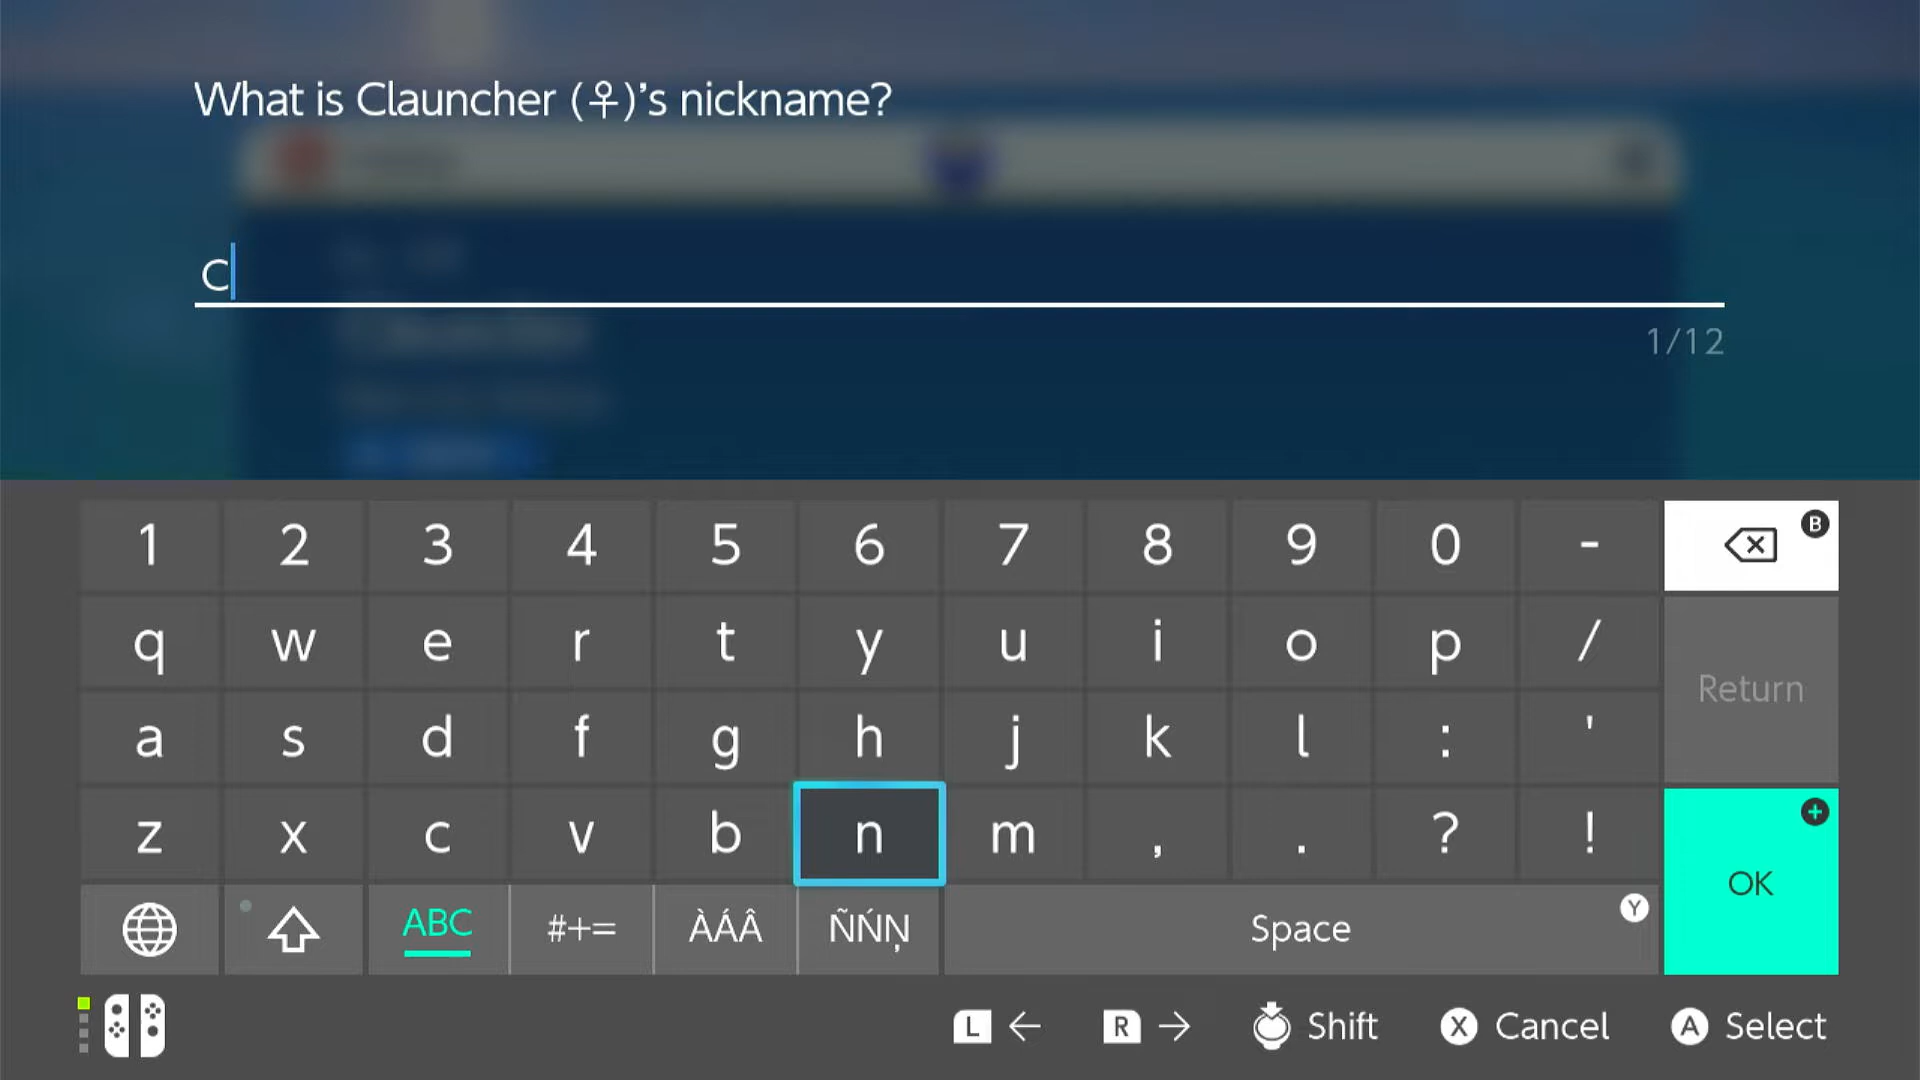 What is Clauncher (♀)'s nickname?
C
1/12
1 2 3 4 5 6 7 8 9 0 - B
q w e r t y u i o p /
Return
a s d f g h j k l : '
z x c v b n m , . ? ! +
OK
ABC #+= ÀÁÂ ÑŃŅ Space Y
L ← R → Shift X Cancel A Select